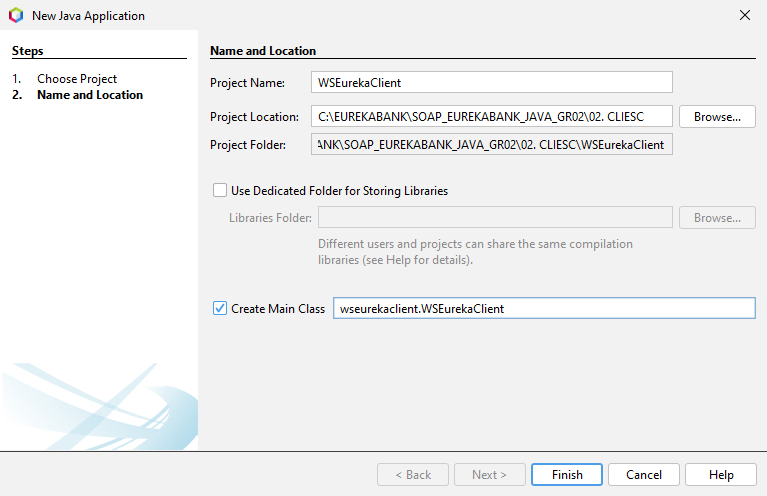 New Java Application
Steps
1. Choose Project
2. Name and Location
Name and Location
Project Name: WSEurekaClient
Project Location: C:\EUREKABANK\SOAP_EUREKABANK_JAVA_GR02\02. CLIESC Browse...
Project Folder: ANK\SOAP_EUREKABANK_JAVA_GR02\02. CLIESC\WSEurekaClient
Use Dedicated Folder for Storing Libraries
Libraries Folder: Browse...
Different users and projects can share the same compilation
libraries (see Help for details).
Create Main Class wseurekaclient.WSEurekaClient
< Back Next > Finish Cancel Help